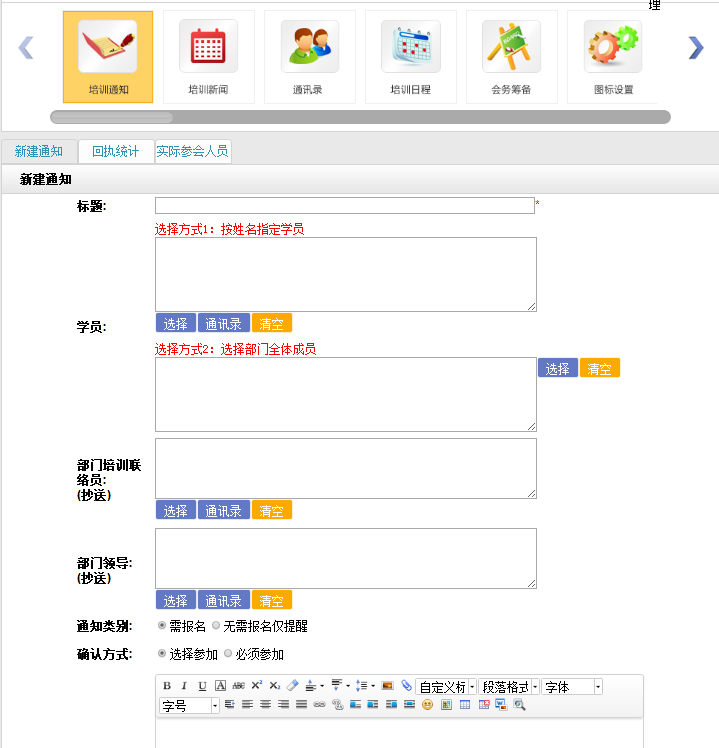 理
培训通知 培训新闻 通讯录 培训日程 会务筹备 图标设置
新建通知 回执统计 实际参会人员
新建通知
标题: *
选择方式1: 按姓名指定学员
学员:
选择 通讯录 清空
选择方式2: 选择部门全体成员
选择 清空
部门培训联
络员:
(抄送)
选择 通讯录 清空
部门领导:
(抄送)
选择 通讯录 清空
通知类别: 需报名 无需报名仅提醒
确认方式: 选择参加 必须参加
B I U A ABC X² X₂ 自定义标 段落格式 字体
字号